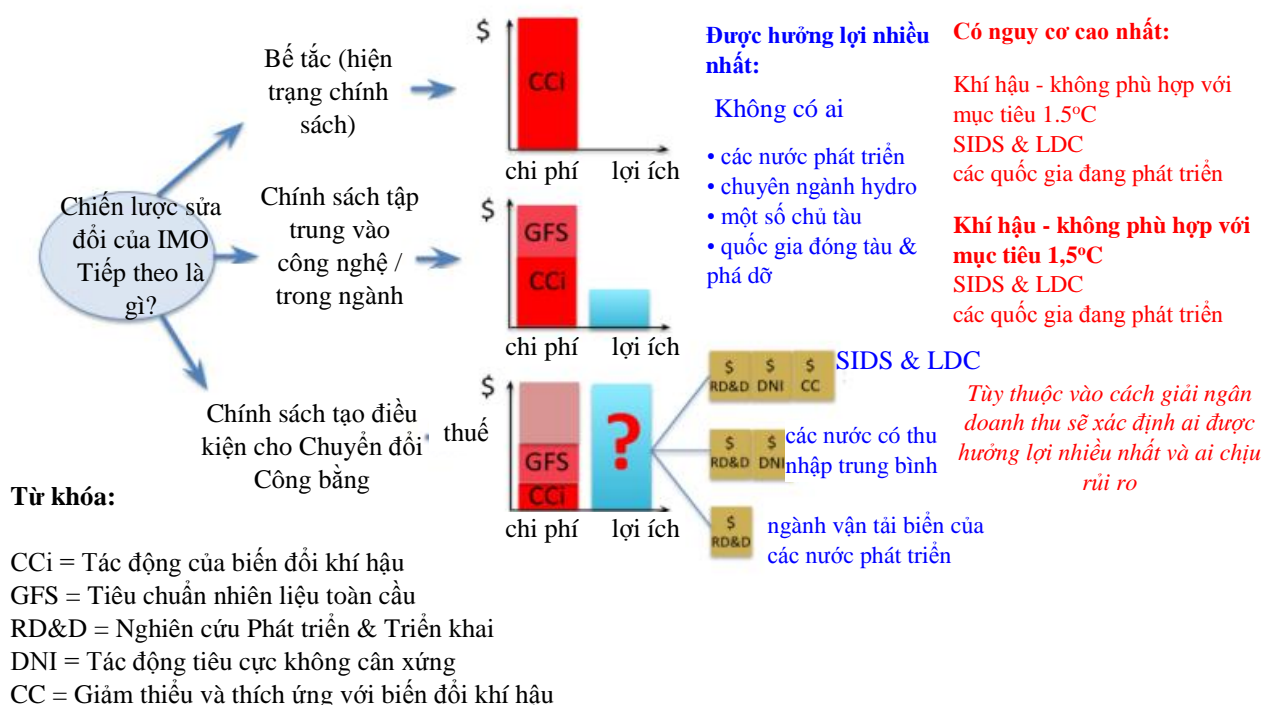 Chiến lược sửa
đổi của IMO
Tiếp theo là
gì?
Bế tắc (hiện
trạng chính
sách)
$
CCi
chi phí lợi ích
Được hưởng lợi nhiều
nhất:
Không có ai
Có nguy cơ cao nhất:
Khí hậu - không phù hợp với
mục tiêu 1.5°C
SIDS & LDC
các quốc gia đang phát triển
Chính sách tập
trung vào
công nghệ /
trong ngành
$
GFS
CCi
chi phí lợi ích
• các nước phát triển
• chuyên ngành hydro
• một số chủ tàu
• quốc gia đóng tàu &
phá dỡ
Khí hậu - không phù hợp với
mục tiêu 1,5°C
SIDS & LDC
các quốc gia đang phát triển
Chính sách tạo điều
kiện cho Chuyển đổi
Công bằng
$
thuế
GFS
CCi
?
chi phí lợi ích
$ $ $
RD&D DNI CC
SIDS & LDC
$ $
RD&D DNI
các nước có thu
nhập trung bình
$
RD&D
ngành vận tải biển của
các nước phát triển
Tùy thuộc vào cách giải ngân
doanh thu sẽ xác định ai được
hưởng lợi nhiều nhất và ai chịu
rủi ro
Từ khóa:
CCi = Tác động của biến đổi khí hậu
GFS = Tiêu chuẩn nhiên liệu toàn cầu
RD&D = Nghiên cứu Phát triển & Triển khai
DNI = Tác động tiêu cực không cân xứng
CC = Giảm thiểu và thích ứng với biến đổi khí hậu